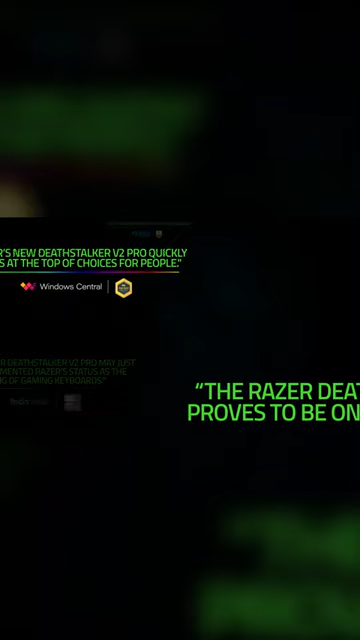 R'S NEW DEATHSTALKER V2 PRO QUICKLY
S AT THE TOP OF CHOICES FOR PEOPLE."
Windows Central
R DEATHSTALKER V2 PRO MAY JUST
MENTED RAZER'S STATUS AS THE
NG OF GAMING KEYBOARDS"
"THE RAZER DEAT
PROVES TO BE ON